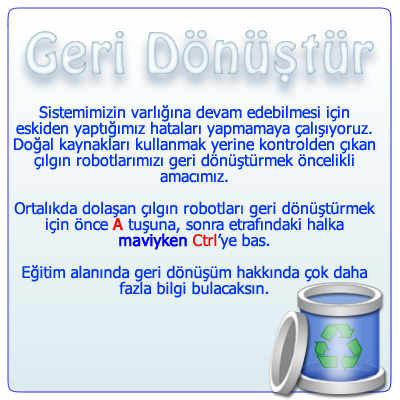 Geri Dönüştür
Sistemimizin varlığına devam edebilmesi için
eskiden yaptığımız hataları yapmamaya çalışıyoruz.
Doğal kaynakları kullanmak yerine kontrolden çıkan
çılgın robotlarımızı geri dönüştürmek öncelikli
amacımız.
Ortalıkda dolaşan çılgın robotları geri dönüştürmek
için önce A tuşuna, sonra etrafındaki halka
maviyken Ctrl'ye bas.
Eğitim alanında geri dönüşüm hakkında çok daha
fazla bilgi bulacaksın.